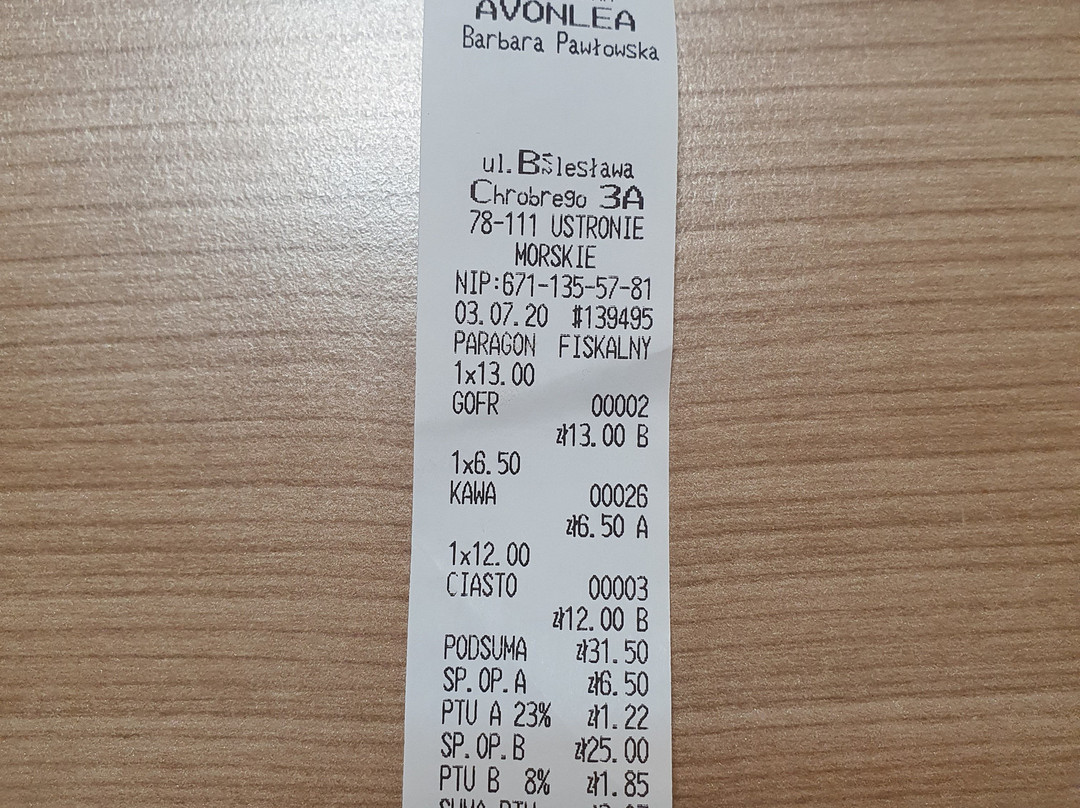 AVONLEA
Barbara Pawłowska
ul.
Chrobrego 3A
78-111 USTRONIE
MORSKIE
NIP:671-135-57-81
03.07.20 #139495
PARAGON FISKALNY
1x13.00
GOFR 00002
zł13.00 B
1x6.50
KAWA 00026
zł6.50 A
1x12.00
CIASTO 00003
zł12.00 B
PODSUMA zł31.50
SP.OP.A zł6.50
PTU A 23% zł1.22
SP.OP.B zł25.00
PTU B 8% zł1.85